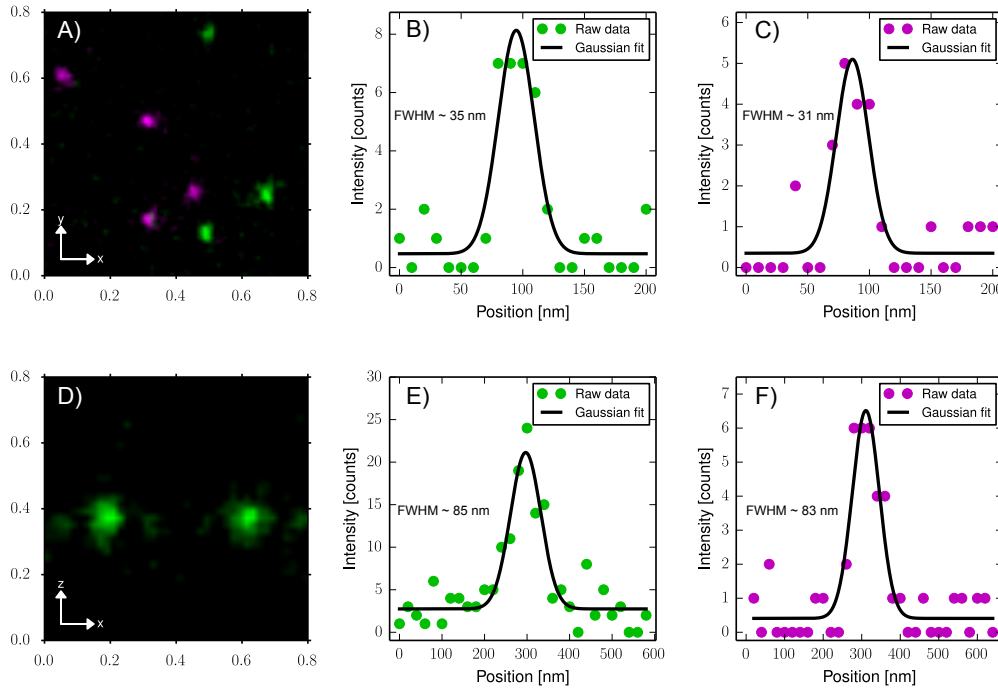 A)
0.8
0.6
0.4
0.2
0.0
y
x
0.0 0.2 0.4 0.6 0.8
B)
Raw data
Gaussian fit
FWHM ~ 35 nm
Intensity [counts]
8
6
4
2
0
0 50 100 150 200
Position [nm]
C)
Raw data
Gaussian fit
FWHM ~ 31 nm
Intensity [counts]
6
5
4
3
2
1
0
0 50 100 150 200
Position [nm]
D)
0.8
0.6
0.4
0.2
0.0
z
x
0.0 0.2 0.4 0.6 0.8
E)
Raw data
Gaussian fit
FWHM ~ 85 nm
Intensity [counts]
30
25
20
15
10
5
0
0 100 200 300 400 500 600
Position [nm]
F)
Raw data
Gaussian fit
FWHM ~ 83 nm
Intensity [counts]
7
6
5
4
3
2
1
0
0 100 200 300 400 500 600
Position [nm]